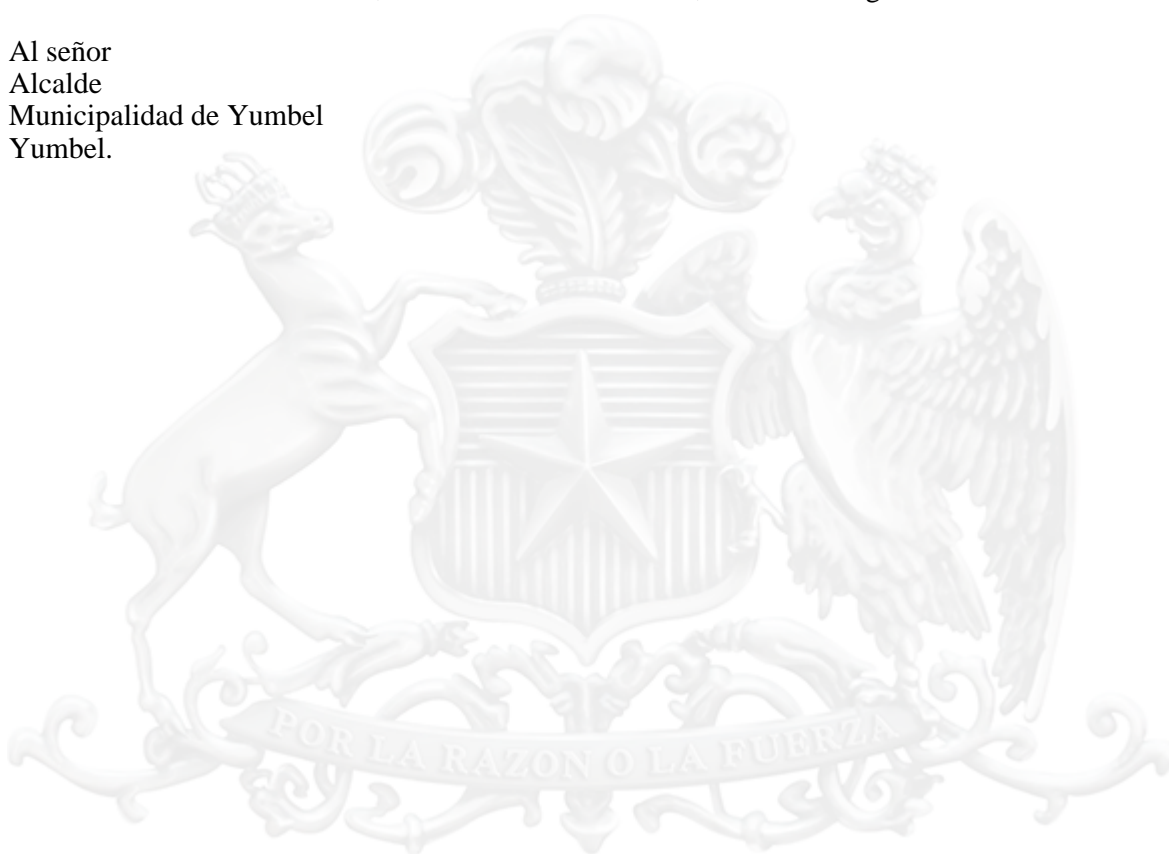 Al señor
Alcalde
Municipalidad de Yumbel
Yumbel.
POR LA RAZON O LA FUERZA